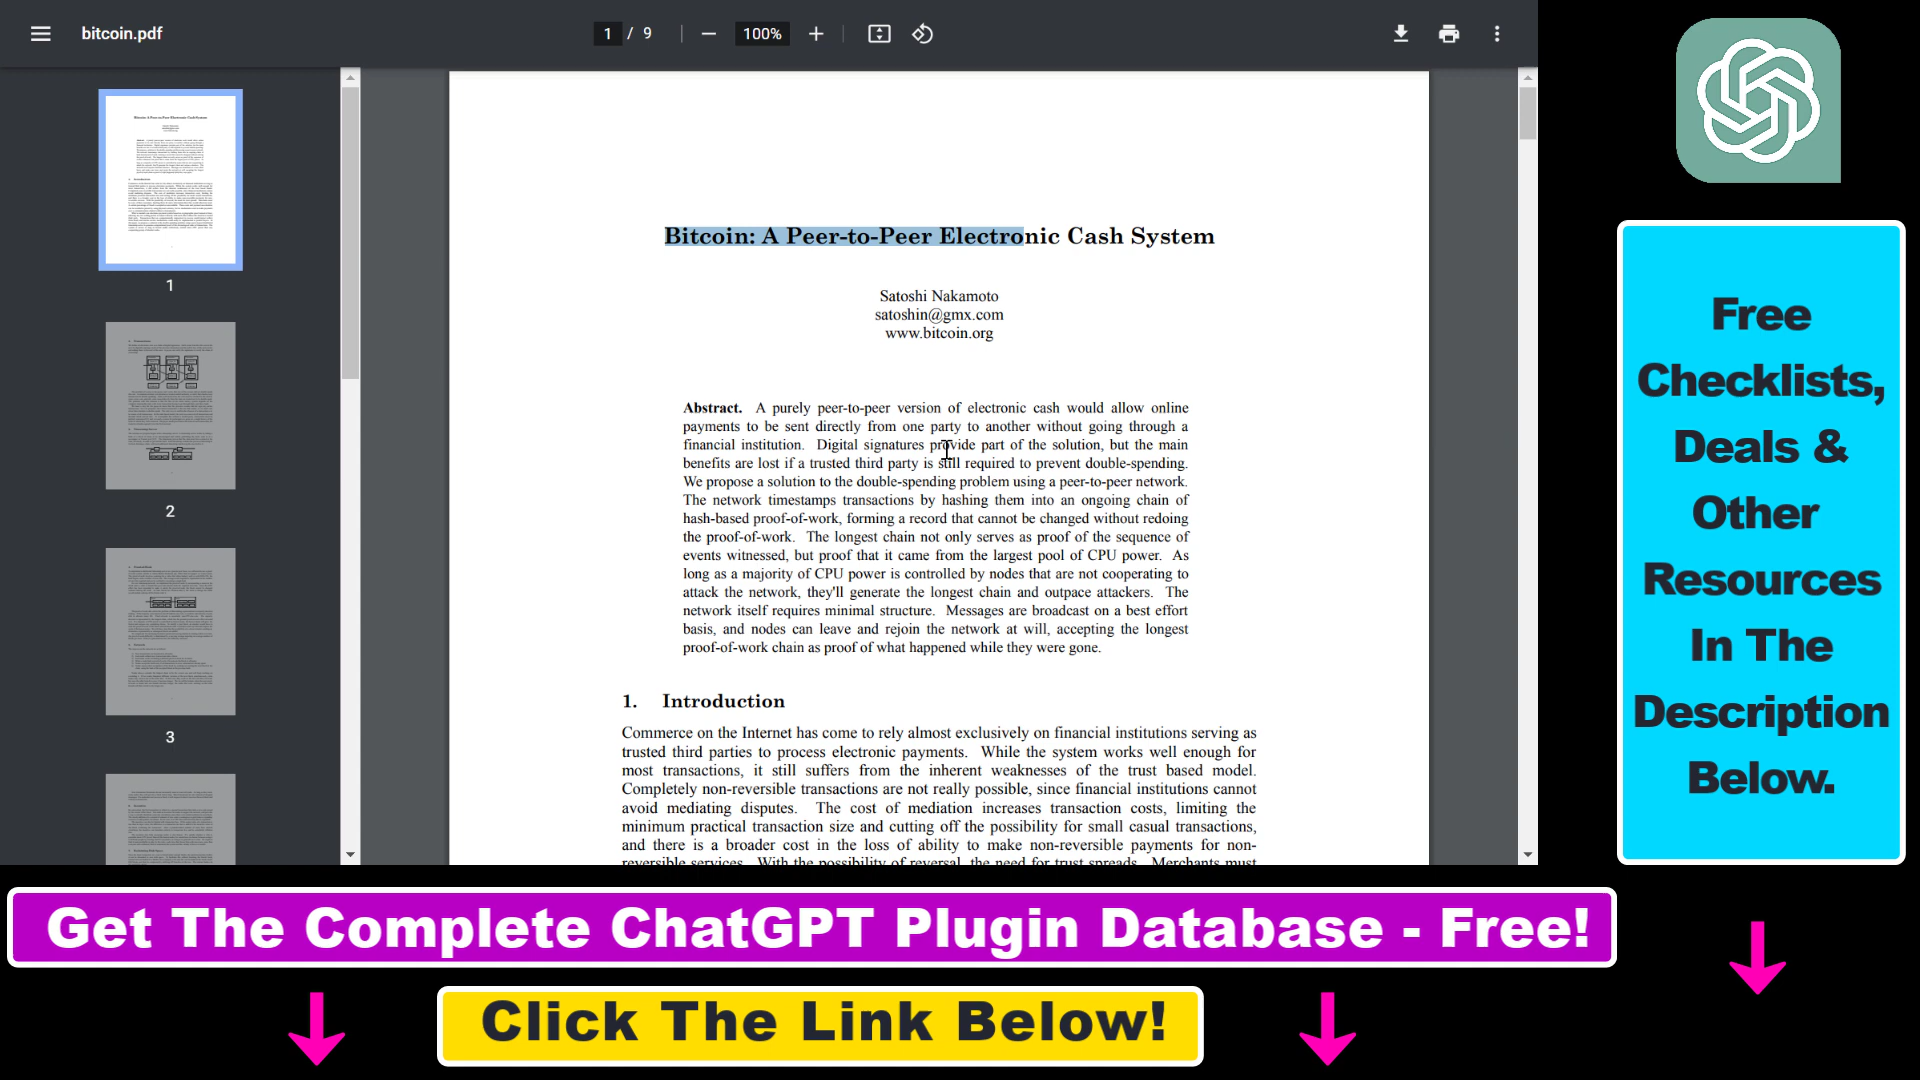 bitcoin.pdf
1 / 9
100%
1
2
3
Bitcoin: A Peer-to-Peer Electronic Cash System
Satoshi Nakamoto
satoshin@gmx.com
www.bitcoin.org
Abstract. A purely peer-to-peer version of electronic cash would allow online
payments to be sent directly from one party to another without going through a
financial institution. Digital signatures provide part of the solution, but the main
benefits are lost if a trusted third party is still required to prevent double-spending.
We propose a solution to the double-spending problem using a peer-to-peer network.
The network timestamps transactions by hashing them into an ongoing chain of
hash-based proof-of-work, forming a record that cannot be changed without redoing
the proof-of-work. The longest chain not only serves as proof of the sequence of
events witnessed, but proof that it came from the largest pool of CPU power. As
long as a majority of CPU power is controlled by nodes that are not cooperating to
attack the network, they'll generate the longest chain and outpace attackers. The
network itself requires minimal structure. Messages are broadcast on a best effort
basis, and nodes can leave and rejoin the network at will, accepting the longest
proof-of-work chain as proof of what happened while they were gone.
1. Introduction
Commerce on the Internet has come to rely almost exclusively on financial institutions serving as
trusted third parties to process electronic payments. While the system works well enough for
most transactions, it still suffers from the inherent weaknesses of the trust based model.
Completely non-reversible transactions are not really possible, since financial institutions cannot
avoid mediating disputes. The cost of mediation increases transaction costs, limiting the
minimum practical transaction size and cutting off the possibility for small casual transactions,
and there is a broader cost in the loss of ability to make non-reversible payments for non-
reversible services. With the possibility of reversal, the need for trust spreads. Merchants must
Free
Checklists,
Deals &
Other
Resources
In The
Description
Below.
Get The Complete ChatGPT Plugin Database - Free!
Click The Link Below!